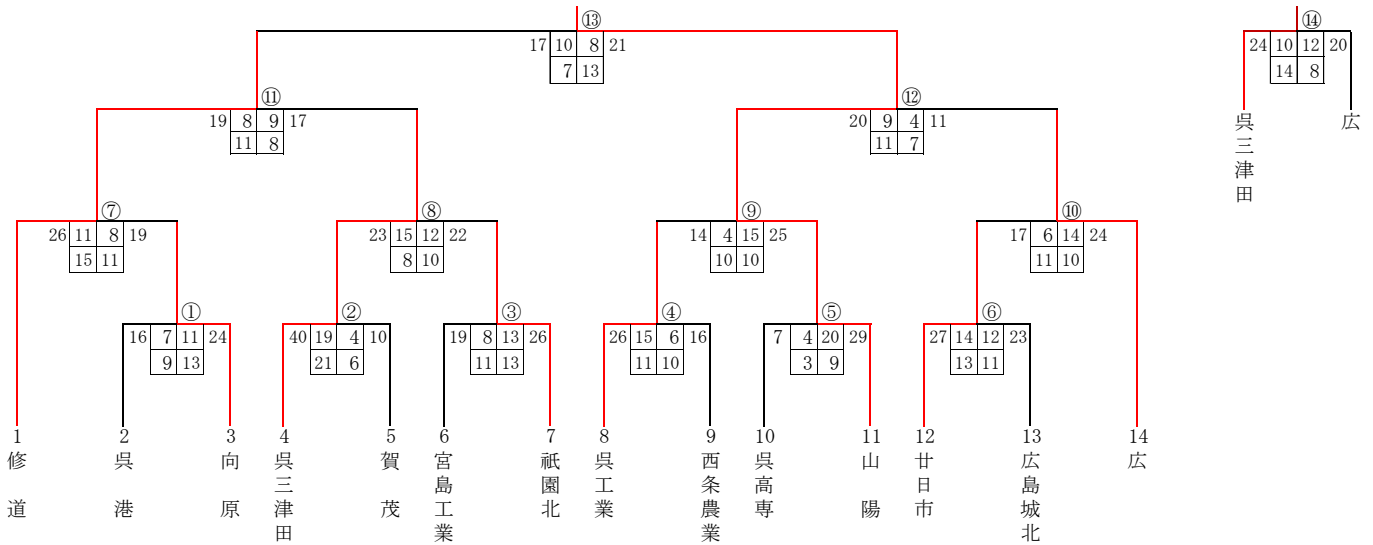 ⑬
17 10 8 21
7 13
⑭
24 10 12 20
14 8
呉三津田
広
⑪
19 8 9 17
11 8
⑫
20 9 4 11
11 7
⑦
26 11 8 19
15 11
⑧
23 15 12 22
8 10
⑨
14 4 15 25
10 10
⑩
17 6 14 24
11 10
①
16 7 11 24
9 13
②
40 19 4 10
21 6
③
19 8 13 26
11 13
④
26 15 6 16
11 10
⑤
7 4 20 29
3 9
⑥
27 14 12 23
13 11
1
修道
2
呉港
3
向原
4
呉三津田
5
賀茂
6
宮島工業
7
祇園北
8
呉工業
9
西条農業
10
呉高専
11
山陽
12
廿日市
13
広島城北
14
広